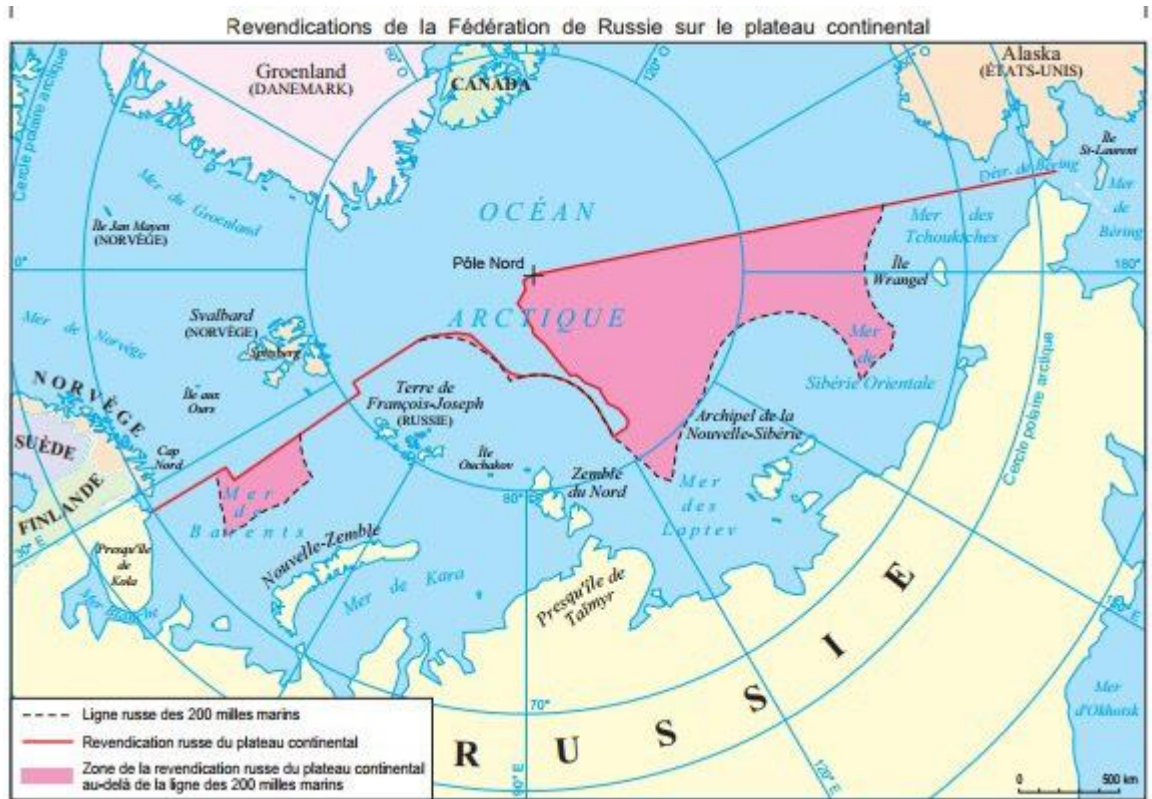 Revendications de la Fédération de Russie sur le plateau continental
Cercle polaire arctique
60° O
120° O
Groenland
(DANEMARK)
CANADA
Alaska
(ÉTATS-UNIS)
Île
St-Laurent
Détr. de Béring
Mer
de
Béring
Mer du Groenland
Île Jan Mayen
(NORVÈGE)
OCÉAN
ARCTIQUE
Mer des
Tchouktches
0°
Pôle Nord
Île
Wrangel
180°
Mer de Norvège
Svalbard
(NORVÈGE)
Spitsberg
Mer
de
Sibérie Orientale
Île aux
Ours
Terre de
François-Joseph
(RUSSIE)
Archipel de la
Nouvelle-Sibérie
Cercle polaire arctique
NORVÈGE
SUÈDE
FINLANDE
Cap
Nord
Île
Ouchakov
Zemble
du Nord
80°
Mer
des
Laptev
Mer
de
Barents
30° E
Presqu'île
de
Kola
Nouvelle-Zemble
Mer de Kara
Presqu'île de
Taïmyr
Mer Blanche
RUSSIE
150° E
Mer
d'Okhotsk
70°
90° E
120° E
Ligne russe des 200 milles marins
Revendication russe du plateau continental
Zone de la revendication russe du plateau continental
au-delà de la ligne des 200 milles marins
0 500 km